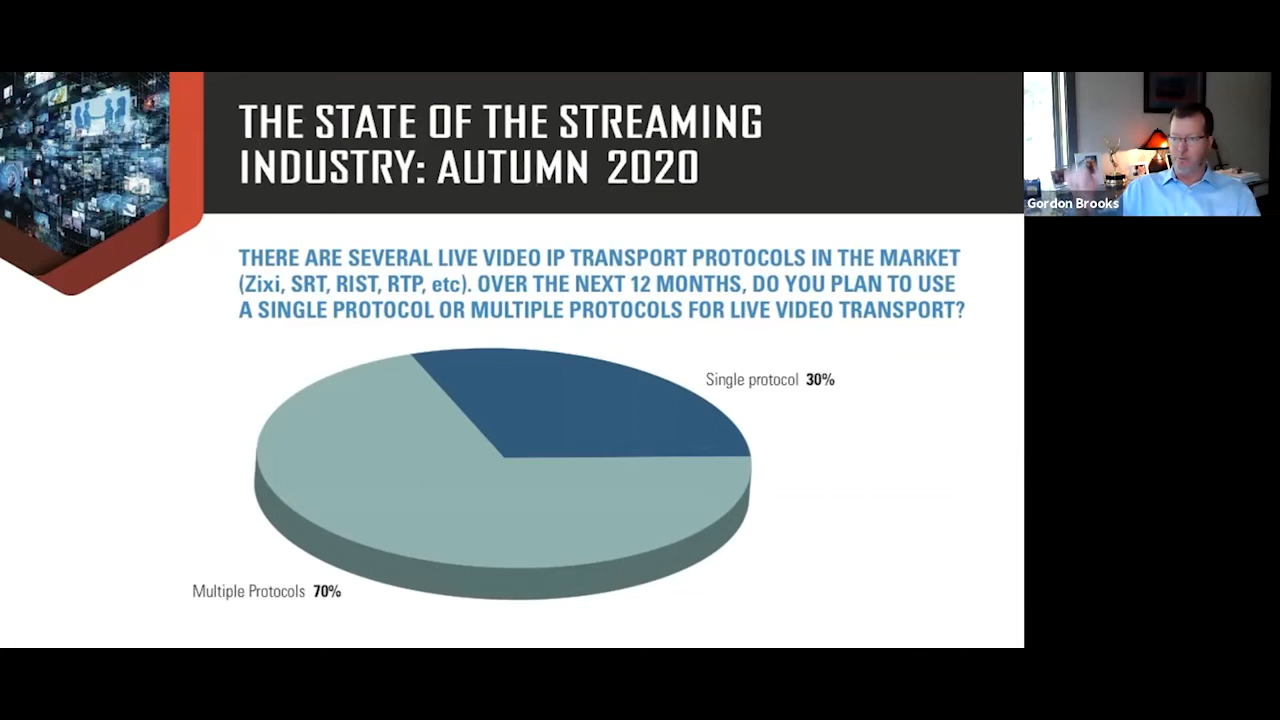 THE STATE OF THE STREAMING
INDUSTRY: AUTUMN 2020
Gordon Brooks
THERE ARE SEVERAL LIVE VIDEO IP TRANSPORT PROTOCOLS IN THE MARKET
(Zixi, SRT, RIST, RTP, etc). OVER THE NEXT 12 MONTHS, DO YOU PLAN TO USE
A SINGLE PROTOCOL OR MULTIPLE PROTOCOLS FOR LIVE VIDEO TRANSPORT?
Single protocol 30%
Multiple Protocols 70%